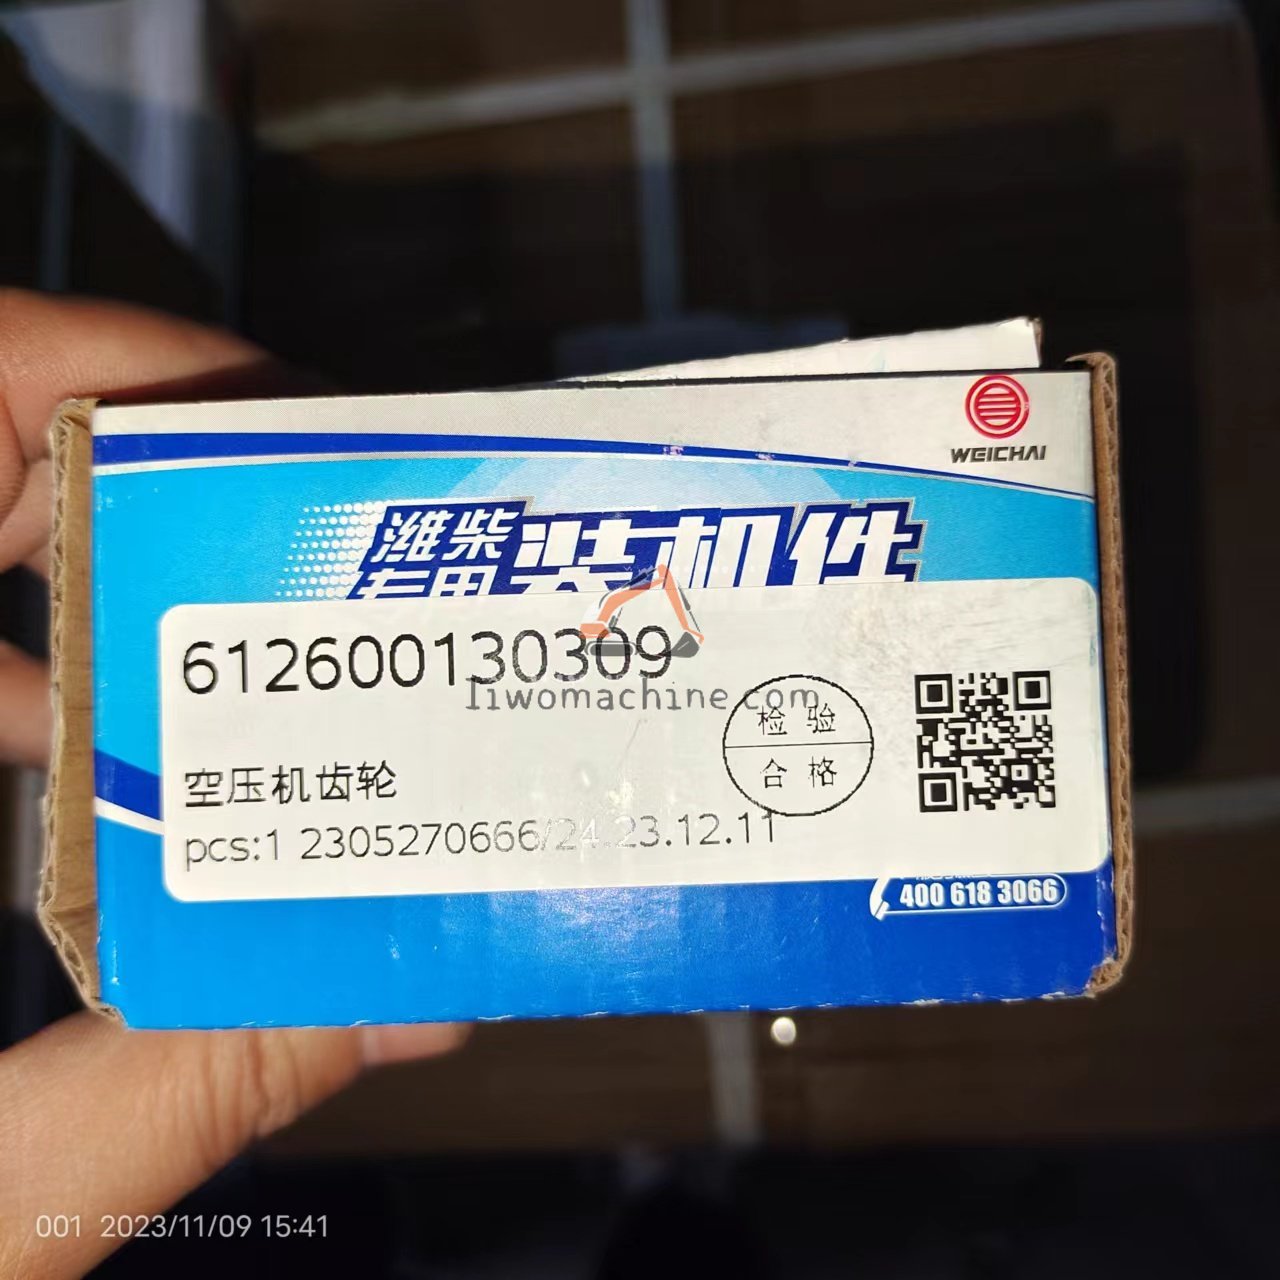 WEICHAI
潍柴
专用
装机件
612600130309
liwomachine.com
检验
合格
空压机齿轮
pcs:1 2305270666/24.23.12.11
400 618 3066
001 2023/11/09 15:41